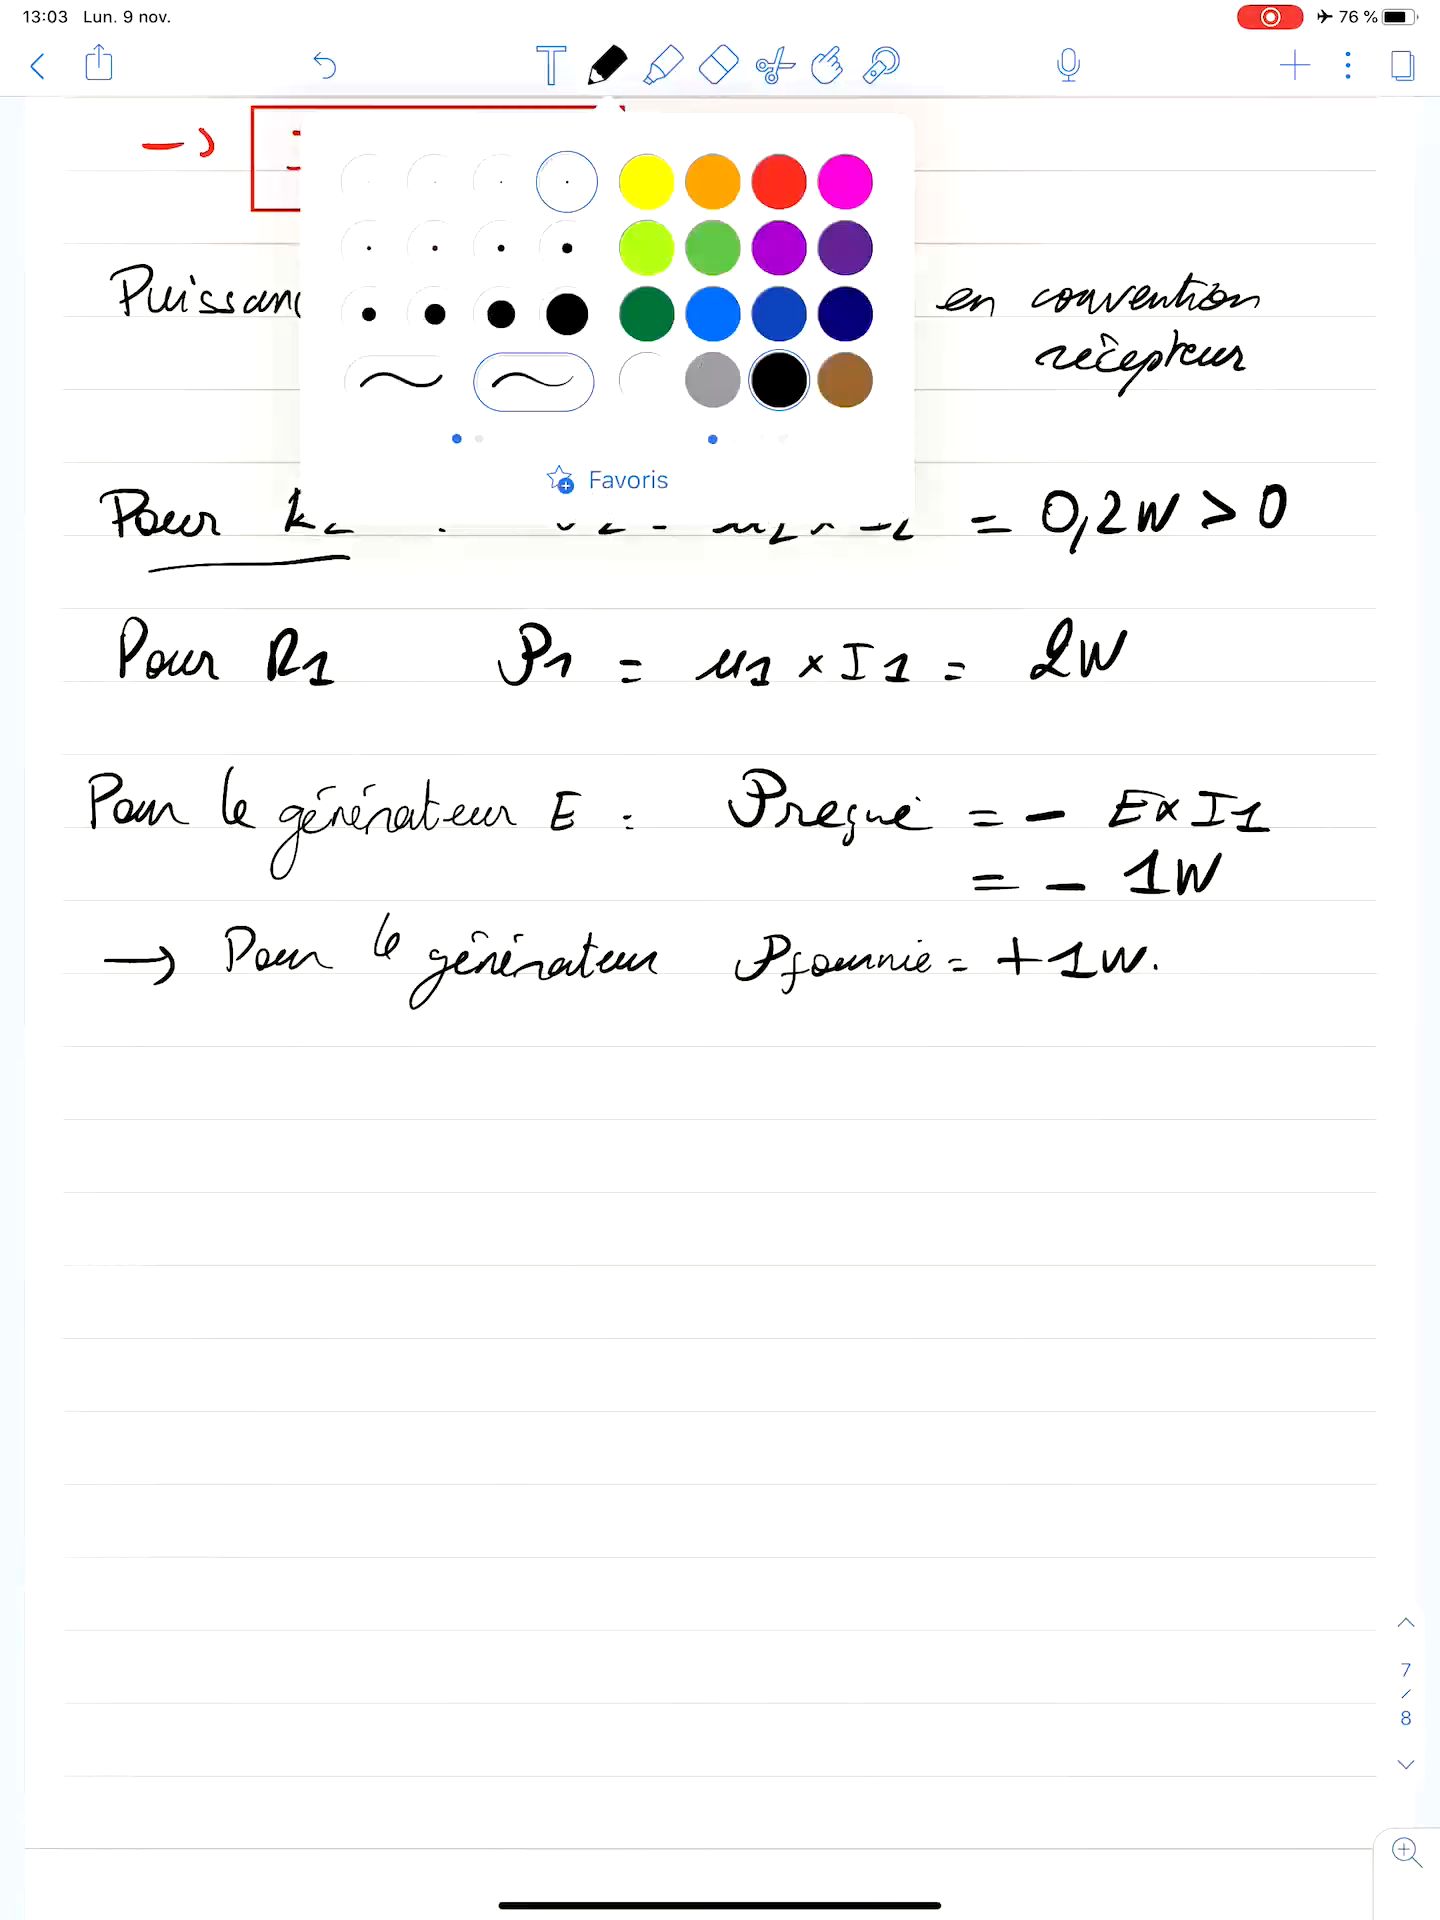 13:03 Lun. 9 nov. 76 %
T
en convention
récepteur
Pour = 0,2W > 0
Pour R1 P1 = u1 × I1 = 2W
Pour le générateur E : Preçue = - E×I1
= - 1W
→ Pour le générateur Pfournie = +1W.
Favoris
7
/
8